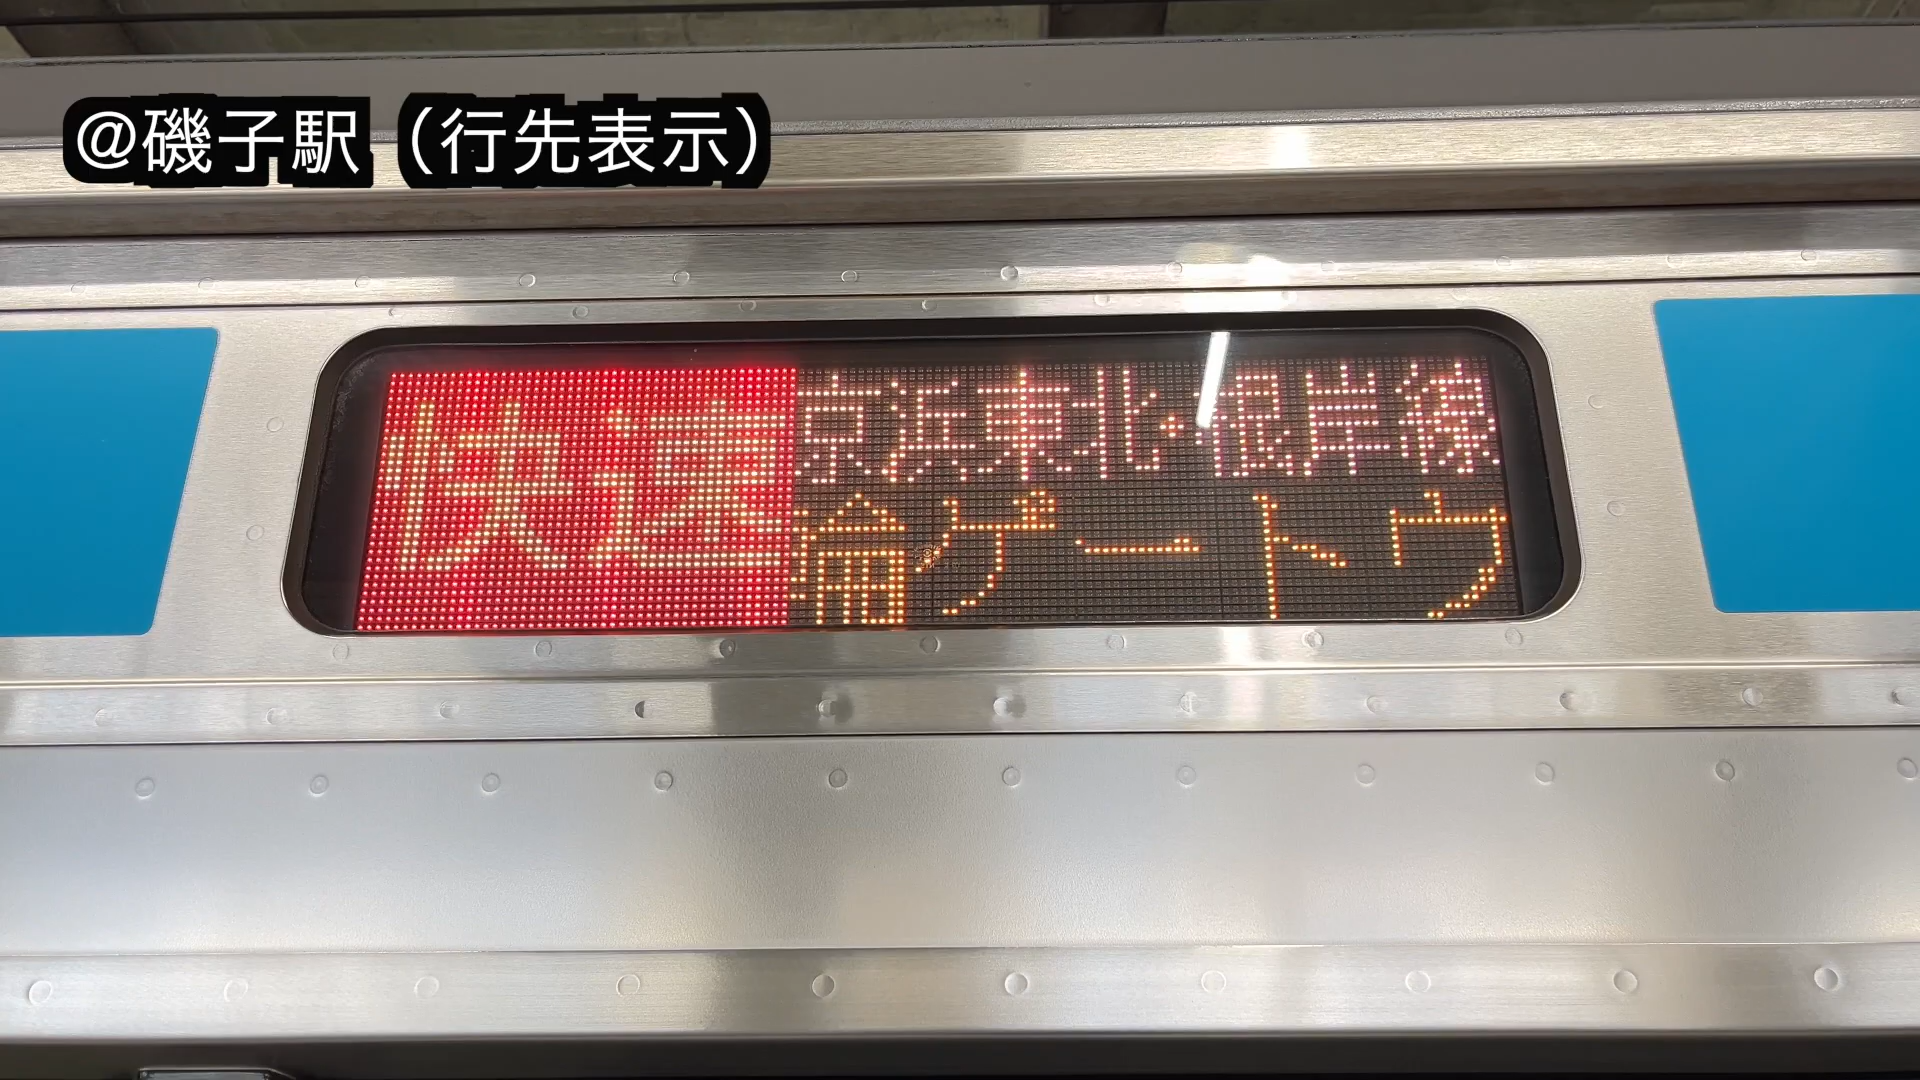 @磯子駅（行先表示）
快速
京浜東北・根岸線
輪ゲートウ